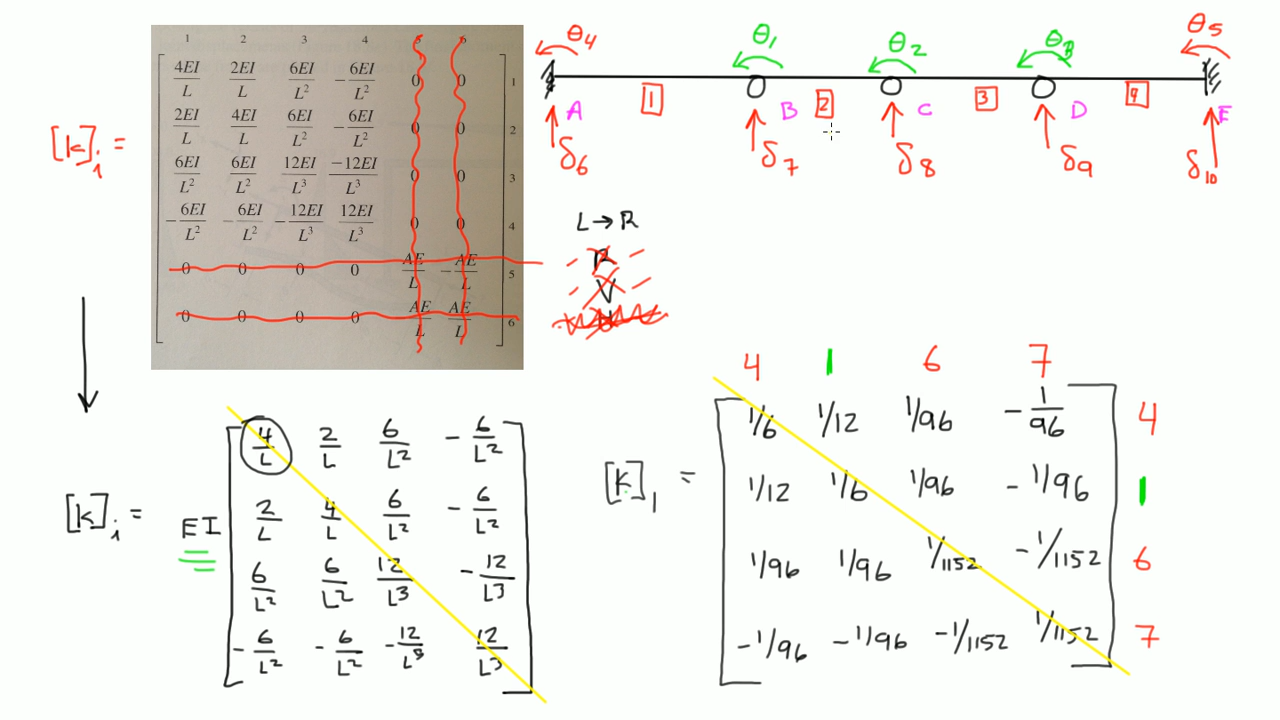 θ4 θ1 θ2 θ3 θ5
1 2 3 4
A B C D E
δ6 δ7 δ8 δ9 δ10
1 2 3 4 5 6
[k]i =
4EI/L 2EI/L 6EI/L² -6EI/L² 0 0 1
2EI/L 4EI/L 6EI/L² -6EI/L² 0 0 2
6EI/L² 6EI/L² 12EI/L³ -12EI/L³ 0 0 3
-6EI/L² -6EI/L² -12EI/L³ 12EI/L³ 0 0 4
0 0 0 0 AE/L -AE/L 5
0 0 0 0 AE/L AE/L 6
L → R
R
V
[k]i = EI
4/L 2/L 6/L² -6/L²
2/L 4/L 6/L² -6/L²
6/L² 6/L² 12/L³ -12/L³
-6/L² -6/L² -12/L³ 12/L³
[k]1 =
4 1 6 7
1/6 1/12 1/96 -1/96 4
1/12 1/6 1/96 -1/96 1
1/96 1/96 1/1152 -1/1152 6
-1/96 -1/96 -1/1152 1/1152 7